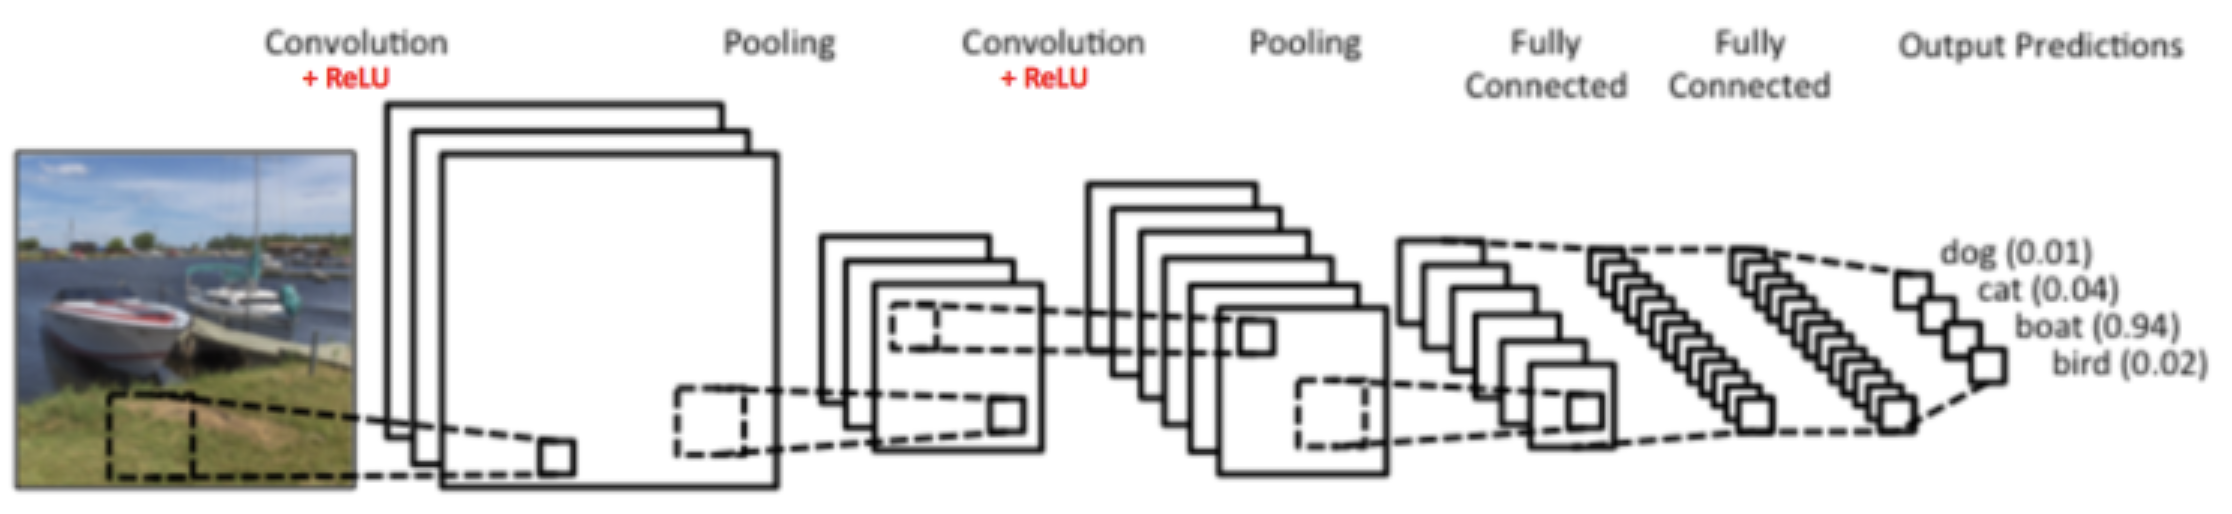 Convolution
+ ReLU
Pooling
Convolution
+ ReLU
Pooling
Fully
Connected
Fully
Connected
Output Predictions
dog (0.01)
cat (0.04)
boat (0.94)
bird (0.02)